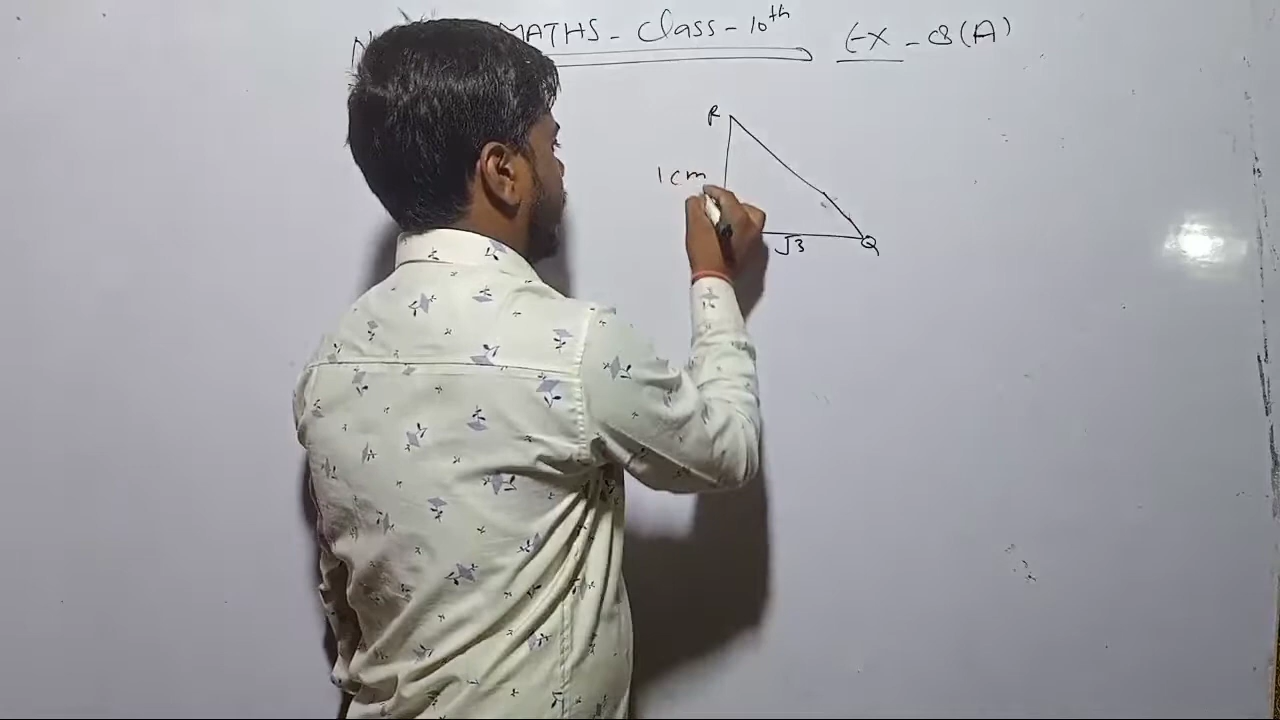 MATHS - Class - 10th EX - 8(A)
R
1cm
√3 Q